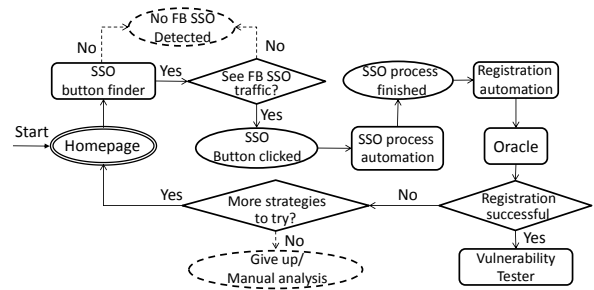 No FB SSO
Detected
No
No
SSO
button finder
Yes
See FB SSO
traffic?
SSO process
finished
Registration
automation
Yes
Start
Homepage
SSO
Button clicked
SSO process
automation
Oracle
Yes
More strategies
to try?
No
Registration
successful
No
Yes
Give up/
Manual analysis
Vulnerability
Tester